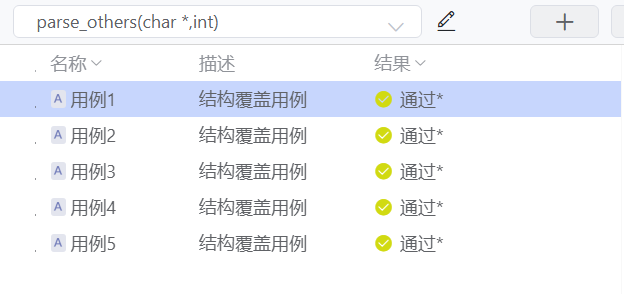 parse_others(char *,int)
名称 描述 结果
A 用例1 结构覆盖用例 通过*
A 用例2 结构覆盖用例 通过*
A 用例3 结构覆盖用例 通过*
A 用例4 结构覆盖用例 通过*
A 用例5 结构覆盖用例 通过*